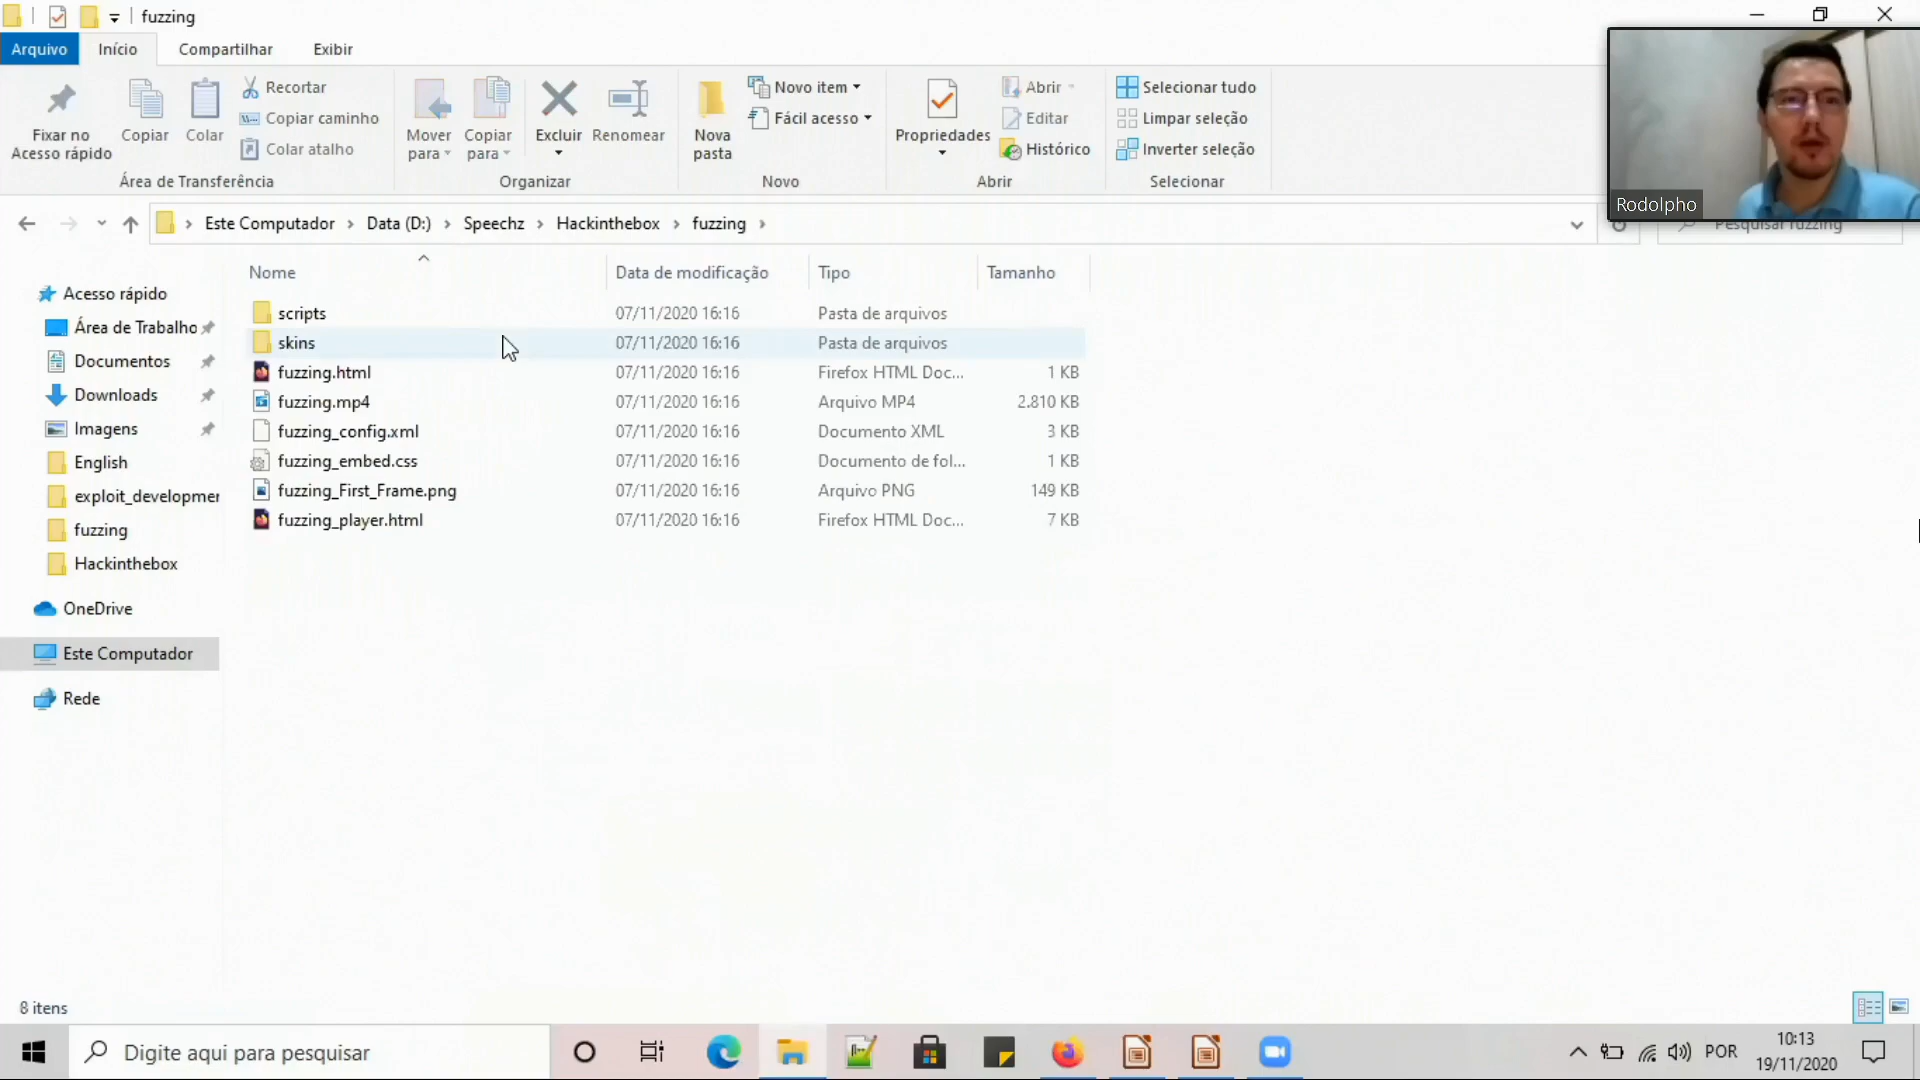 fuzzing
Arquivo Início Compartilhar Exibir
Fixar no Acesso rápido
Copiar
Colar
Recortar
Copiar caminho
Colar atalho
Área de Transferência
Mover para
Copiar para
Excluir
Renomear
Organizar
Nova pasta
Novo item
Fácil acesso
Novo
Propriedades
Abrir
Editar
Histórico
Abrir
Selecionar tudo
Limpar seleção
Inverter seleção
Selecionar
Rodolpho
Este Computador Data (D:) Speechz Hackinthebox fuzzing
Pesquisar fuzzing
Nome Data de modificação Tipo Tamanho
scripts 07/11/2020 16:16 Pasta de arquivos
skins 07/11/2020 16:16 Pasta de arquivos
fuzzing.html 07/11/2020 16:16 Firefox HTML Doc... 1 KB
fuzzing.mp4 07/11/2020 16:16 Arquivo MP4 2.810 KB
fuzzing_config.xml 07/11/2020 16:16 Documento XML 3 KB
fuzzing_embed.css 07/11/2020 16:16 Documento de fol... 1 KB
fuzzing_First_Frame.png 07/11/2020 16:16 Arquivo PNG 149 KB
fuzzing_player.html 07/11/2020 16:16 Firefox HTML Doc... 7 KB
Acesso rápido
Área de Trabalho
Documentos
Downloads
Imagens
English
exploit_developmer
fuzzing
Hackinthebox
OneDrive
Este Computador
Rede
8 itens
Digite aqui para pesquisar
POR
10:13
19/11/2020